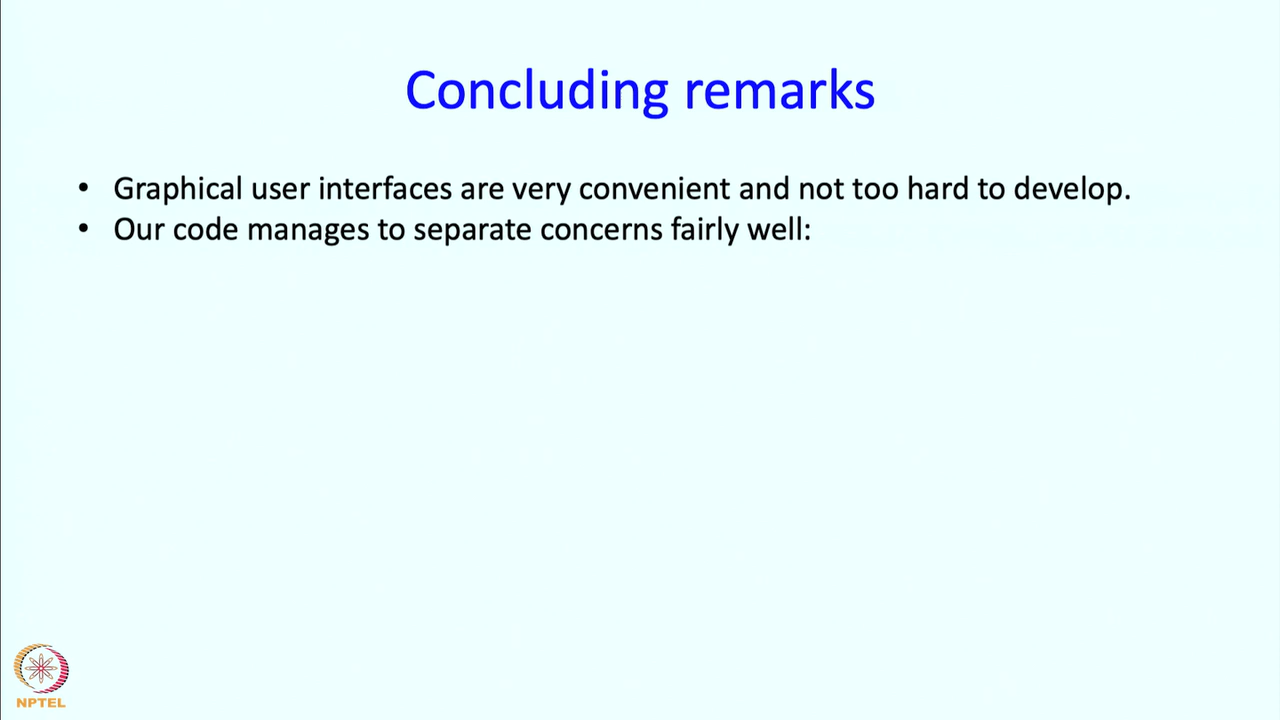 Concluding remarks
• Graphical user interfaces are very convenient and not too hard to develop.
• Our code manages to separate concerns fairly well:
NPTEL